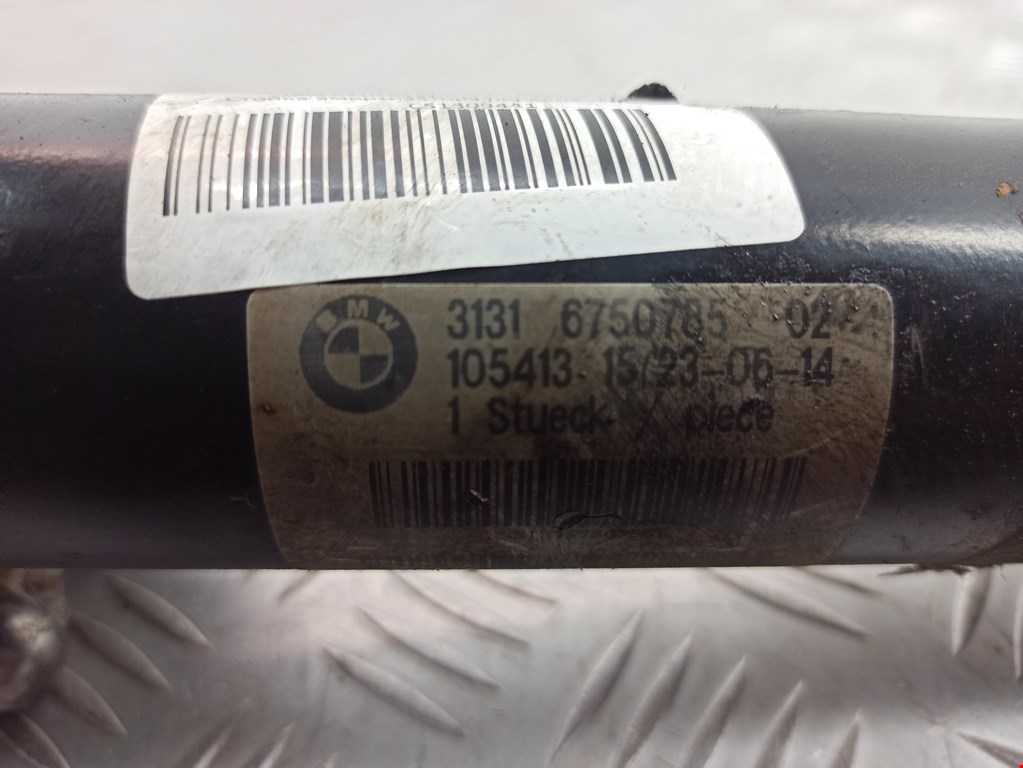 BMW
3131 6750785 02
105413 15/23-06-14
1 Stueck / piece